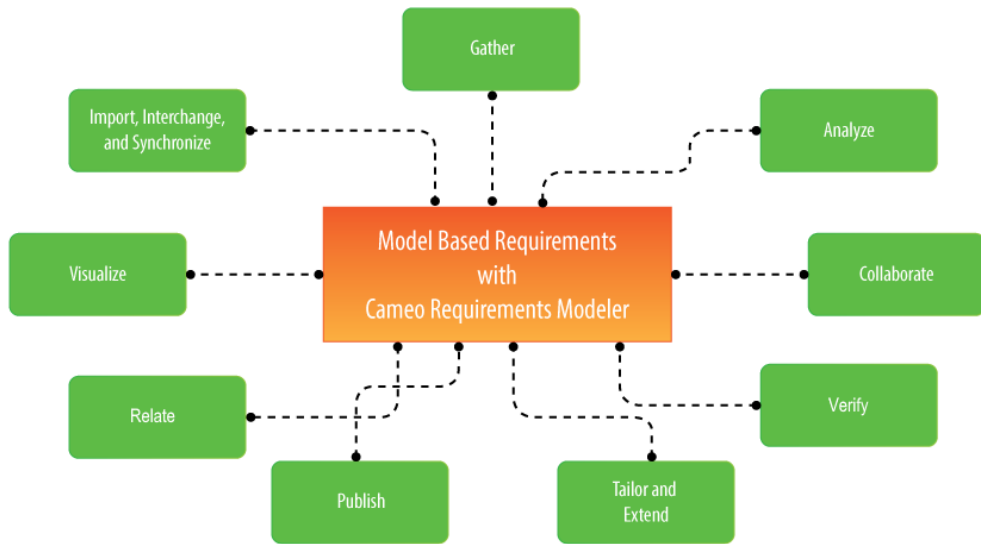 Gather
Import, Interchange,
and Synchronize
Analyze
Model Based Requirements
with
Cameo Requirements Modeler
Visualize
Collaborate
Relate
Verify
Publish
Tailor and
Extend